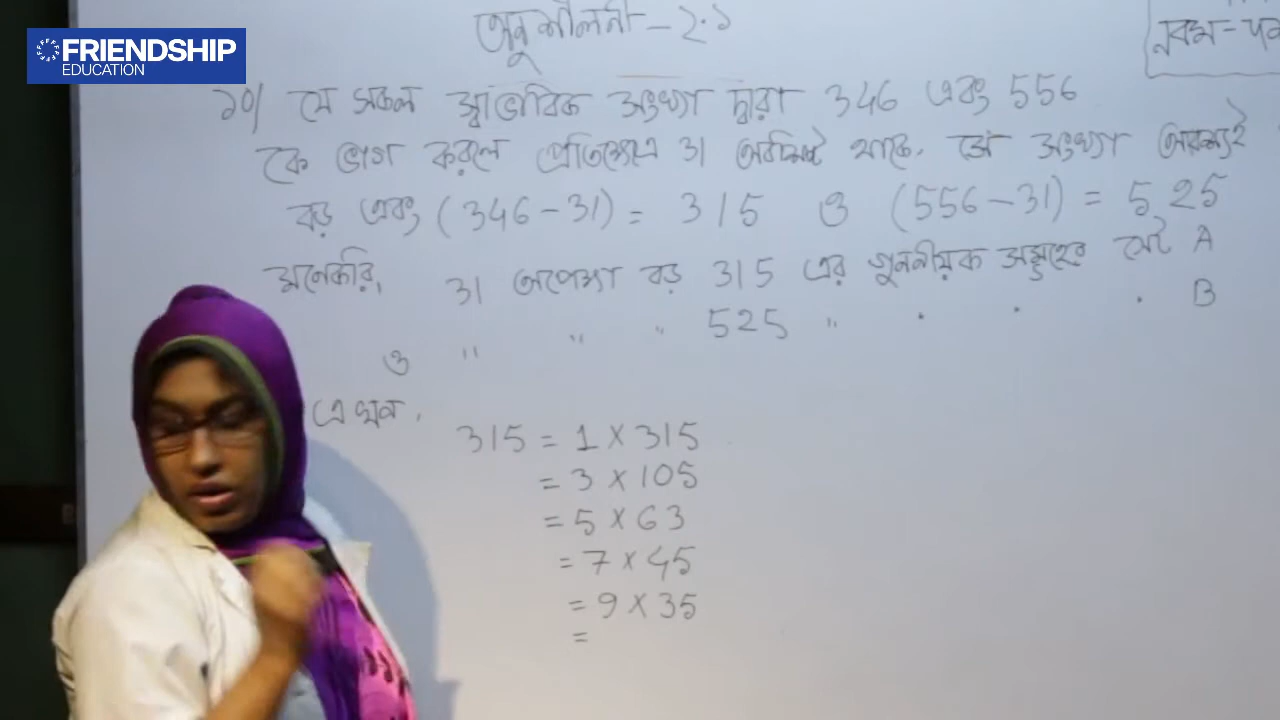 FRIENDSHIP
EDUCATION
অনুশীলনী – ২.১
নবম-
১০/ যে সকল স্বাভাবিক সংখ্যা দ্বারা 346 এবং 556
কে ভাগ করলে প্রতিক্ষেত্রে 31 অবশিষ্ট থাকে, সে সংখ্যা অবশ্যই
বড় এবং (346 – 31) = 315 ও (556 – 31) = 525
মনেকরি, 31 অপেক্ষা বড় 315 এর গুননীয়ক সমূহের সেট A
ও " " " 525 " . . . B
এখন,
315 = 1 × 315
= 3 × 105
= 5 × 63
= 7 × 45
= 9 × 35
=